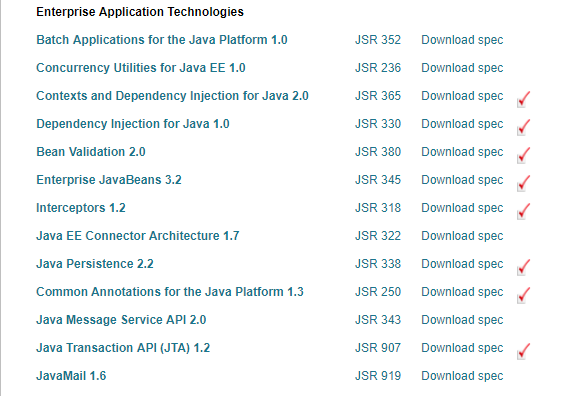 Enterprise Application Technologies
Batch Applications for the Java Platform 1.0 JSR 352 Download spec
Concurrency Utilities for Java EE 1.0 JSR 236 Download spec
Contexts and Dependency Injection for Java 2.0 JSR 365 Download spec
Dependency Injection for Java 1.0 JSR 330 Download spec
Bean Validation 2.0 JSR 380 Download spec
Enterprise JavaBeans 3.2 JSR 345 Download spec
Interceptors 1.2 JSR 318 Download spec
Java EE Connector Architecture 1.7 JSR 322 Download spec
Java Persistence 2.2 JSR 338 Download spec
Common Annotations for the Java Platform 1.3 JSR 250 Download spec
Java Message Service API 2.0 JSR 343 Download spec
Java Transaction API (JTA) 1.2 JSR 907 Download spec
JavaMail 1.6 JSR 919 Download spec